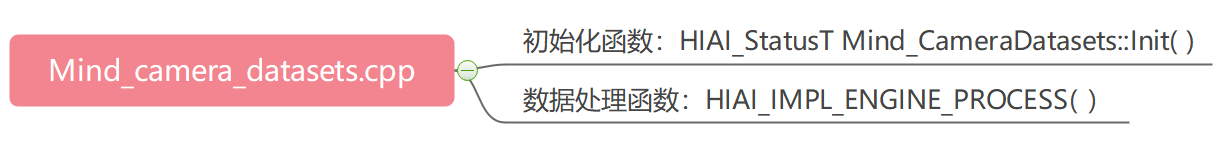 Mind_camera_datasets.cpp
初始化函数：HIAI_StatusT Mind_CameraDatasets::Init( )
数据处理函数：HIAI_IMPL_ENGINE_PROCESS( )